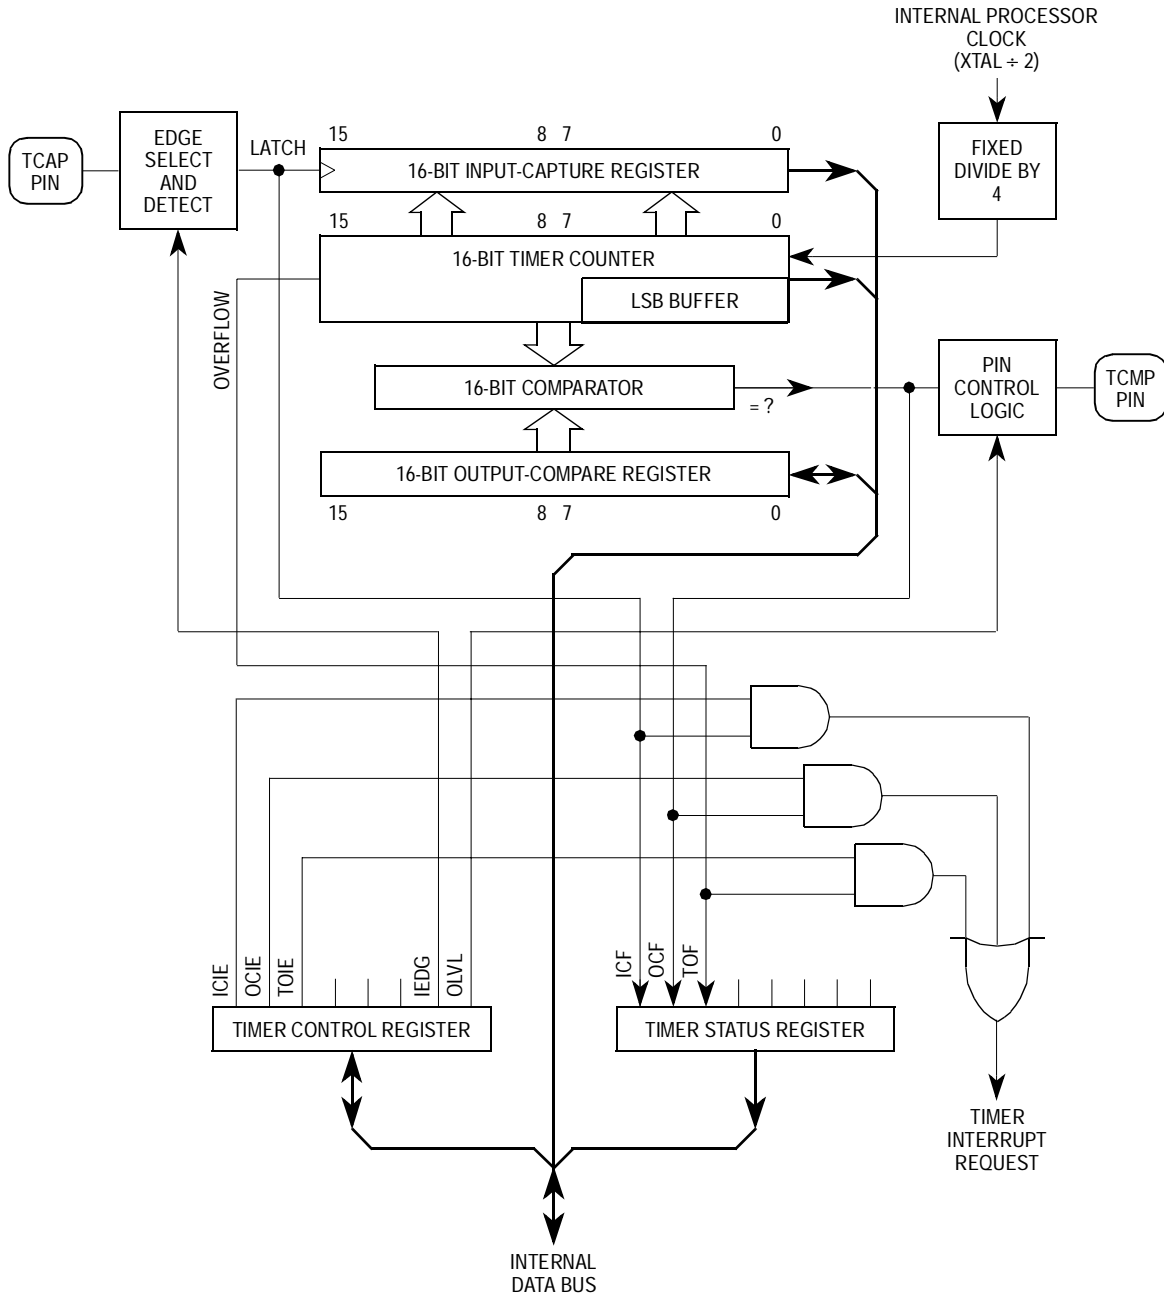 INTERNAL PROCESSOR
CLOCK
(XTAL ÷ 2)
TCAP
PIN
EDGE
SELECT
AND
DETECT
LATCH
15 8 7 0
16-BIT INPUT-CAPTURE REGISTER
FIXED
DIVIDE BY
4
15 8 7 0
16-BIT TIMER COUNTER
LSB BUFFER
OVERFLOW
16-BIT COMPARATOR
= ?
PIN
CONTROL
LOGIC
TCMP
PIN
16-BIT OUTPUT-COMPARE REGISTER
15 8 7 0
ICIE
OCIE
TOIE
IEDG
OLVL
ICF
OCF
TOF
TIMER CONTROL REGISTER
TIMER STATUS REGISTER
TIMER
INTERRUPT
REQUEST
INTERNAL
DATA BUS